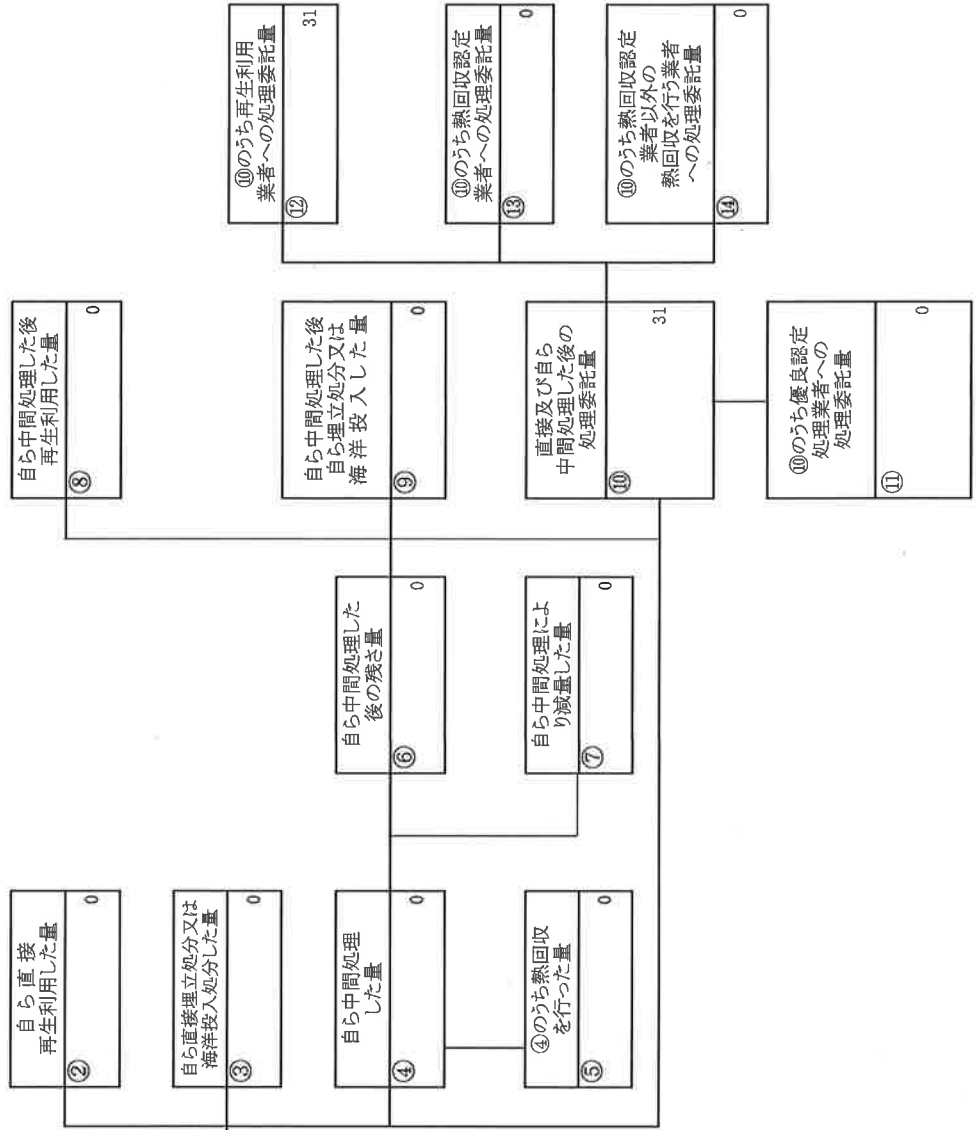 自ら直接
再生利用した量
②
0
自ら直接埋立処分又は
海洋投入処分した量
③
0
自ら中間処理
した量
④
0
④のうち熱回収
を行った量
⑤
0
自ら中間処理した
後の残さ量
⑥
0
自ら中間処理によ
り減量した量
⑦
0
自ら中間処理した後
再生利用した量
⑧
0
自ら中間処理した後
自ら埋立処分又は
海洋投入した量
⑨
0
直接及び自ら
中間処理した後の
処理委託量
⑩
31
⑩のうち優良認定
処理業者への
処理委託量
⑪
0
⑩のうち再生利用
業者への処理委託量
⑫
31
⑩のうち熱回収認定
業者への処理委託量
⑬
0
⑩のうち熱回収認定
業者以外の
熱回収を行う業者
への処理委託量
⑭
0